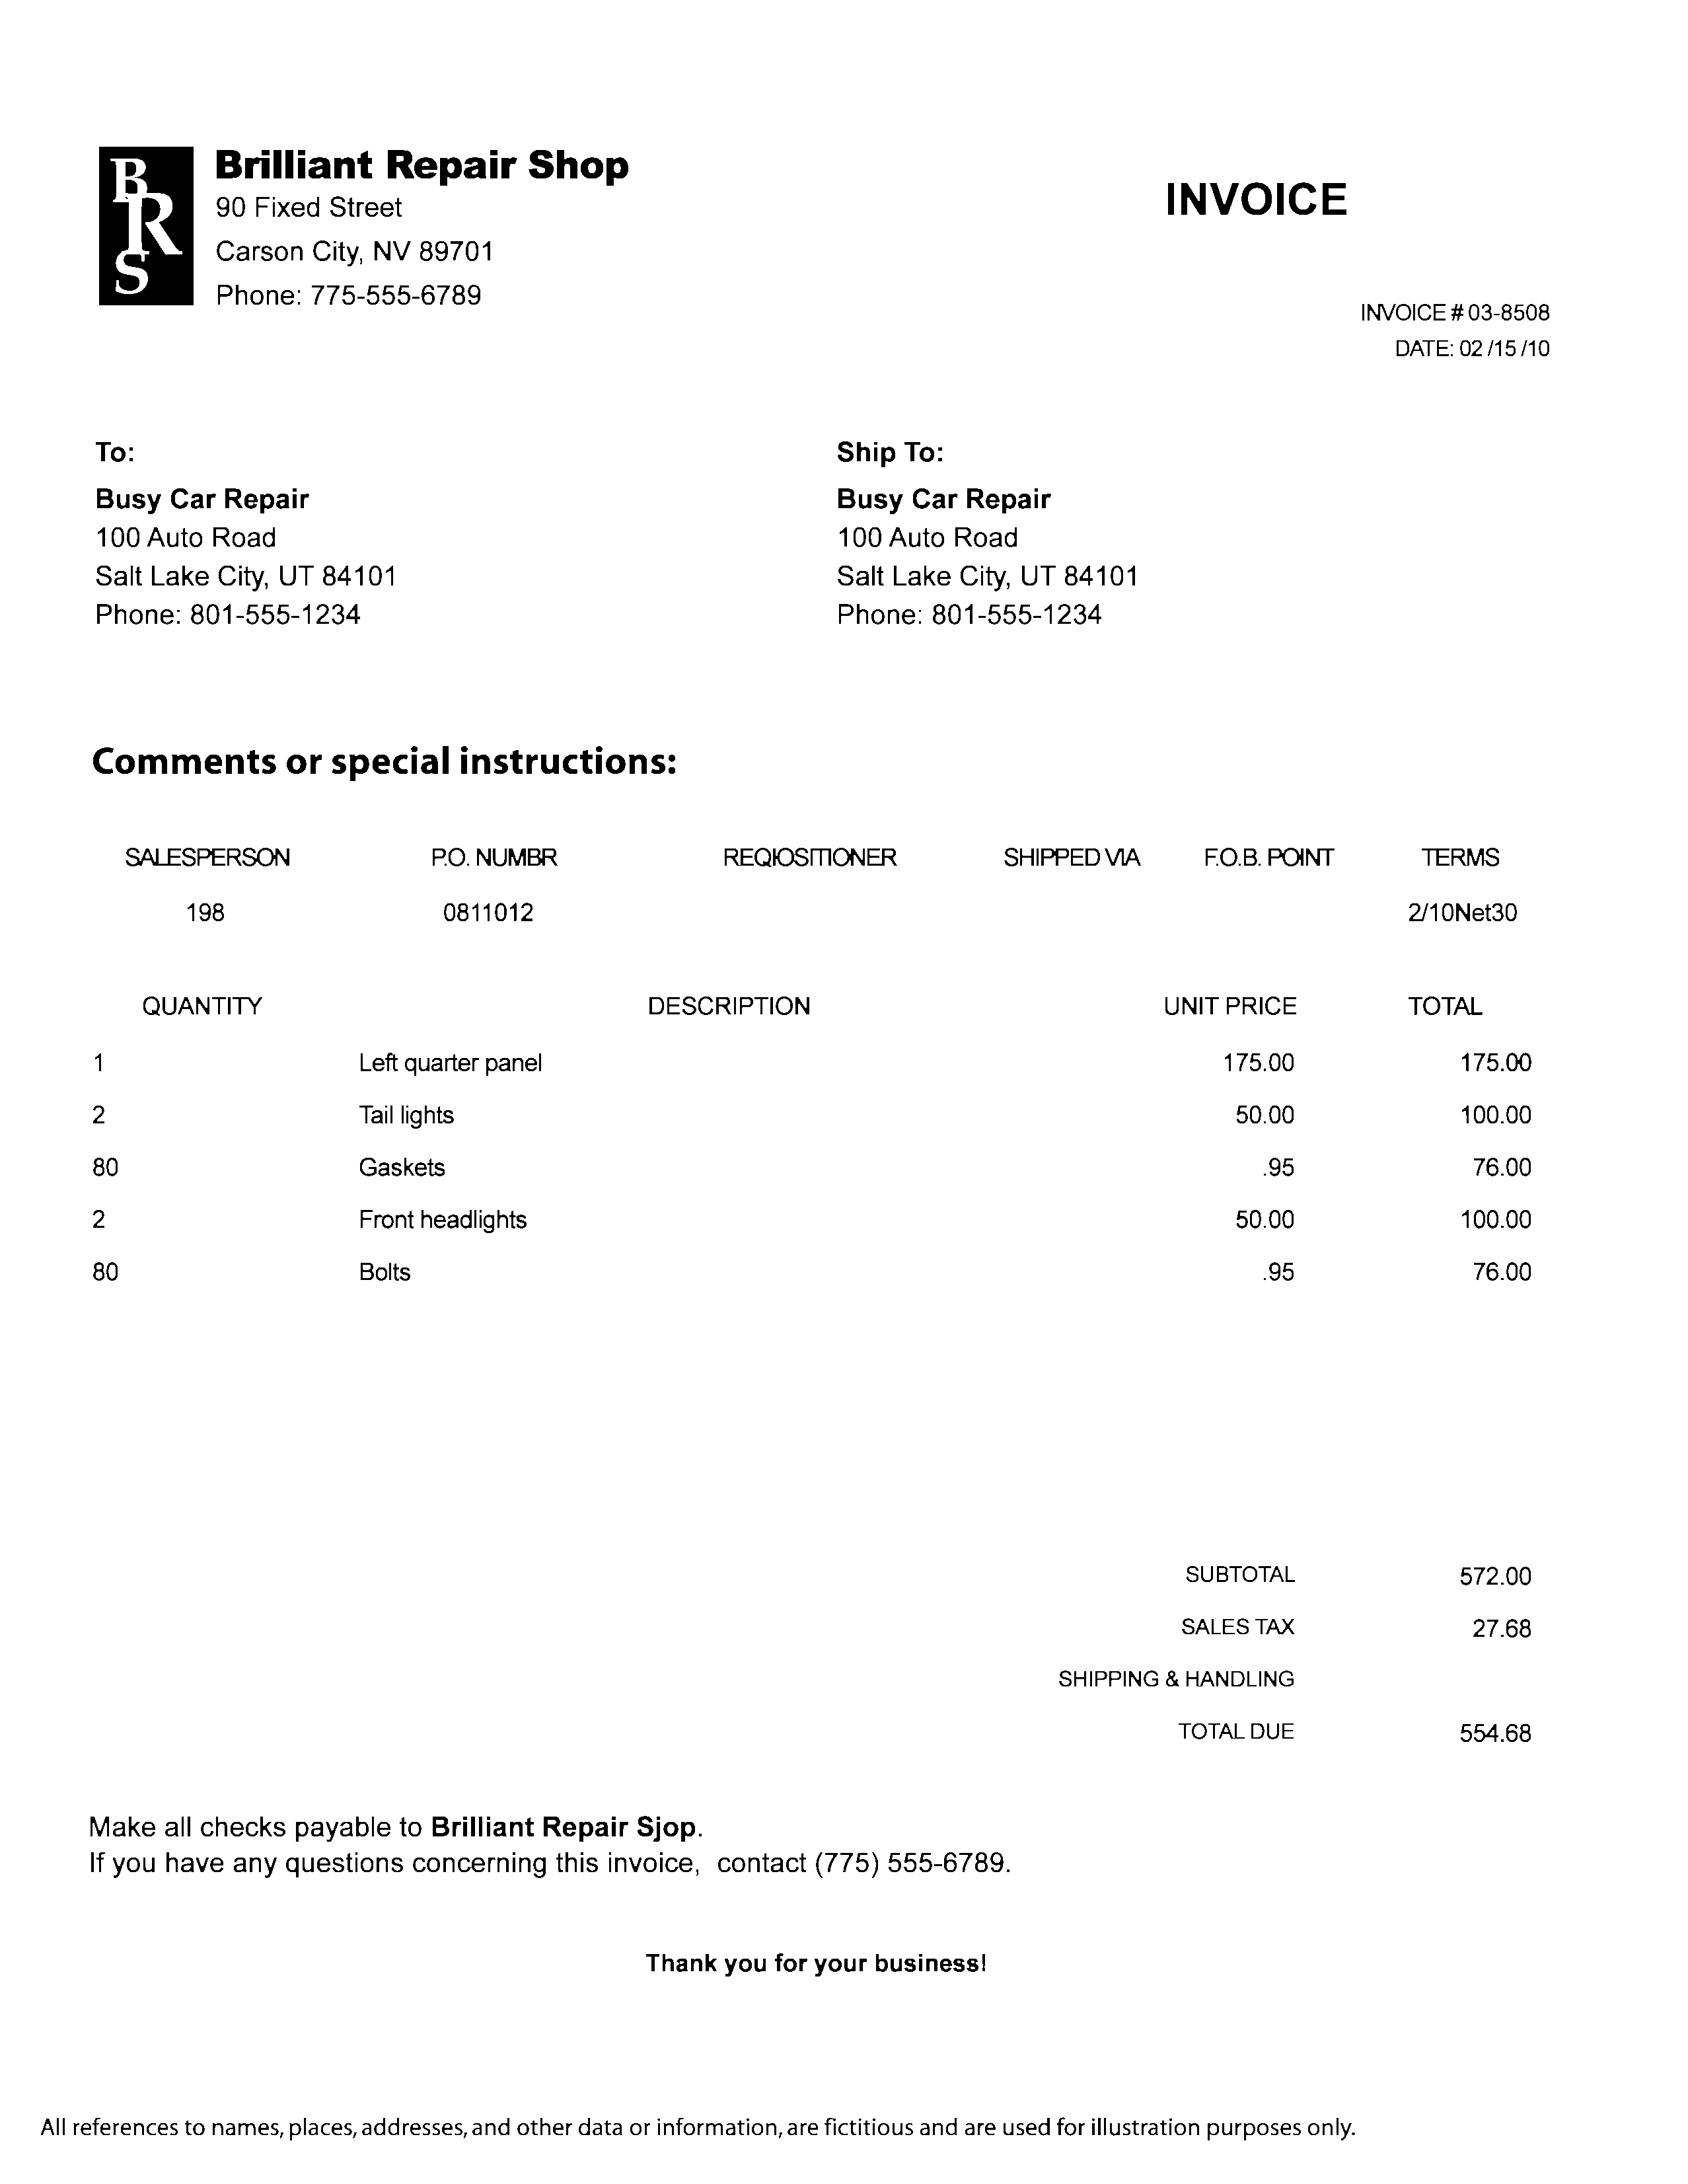 BRS
Brilliant Repair Shop
90 Fixed Street
Carson City, NV 89701
Phone: 775-555-6789
INVOICE
INVOICE # 03-8508
DATE: 02 /15 /10
To:
Busy Car Repair
100 Auto Road
Salt Lake City, UT 84101
Phone: 801-555-1234
Ship To:
Busy Car Repair
100 Auto Road
Salt Lake City, UT 84101
Phone: 801-555-1234
Comments or special instructions:
SALESPERSON P.O. NUMBR REQIOSITIONER SHIPPED VIA F.O.B. POINT TERMS
198 0811012 2/10Net30
QUANTITY DESCRIPTION UNIT PRICE TOTAL
1 Left quarter panel 175.00 175.00
2 Tail lights 50.00 100.00
80 Gaskets .95 76.00
2 Front headlights 50.00 100.00
80 Bolts .95 76.00
SUBTOTAL 572.00
SALES TAX 27.68
SHIPPING & HANDLING
TOTAL DUE 554.68
Make all checks payable to Brilliant Repair Sjop.
If you have any questions concerning this invoice, contact (775) 555-6789.
Thank you for your business!
All references to names, places, addresses, and other data or information, are fictitious and are used for illustration purposes only.